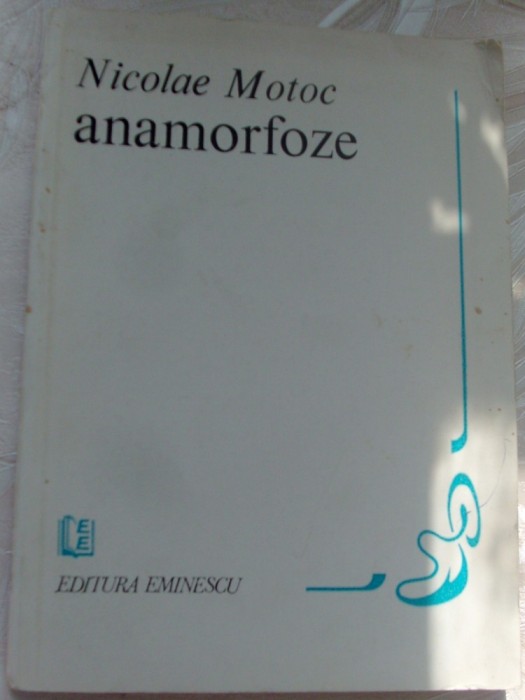 Nicolae Motoc
anamorfoze
EE
EDITURA EMINESCU